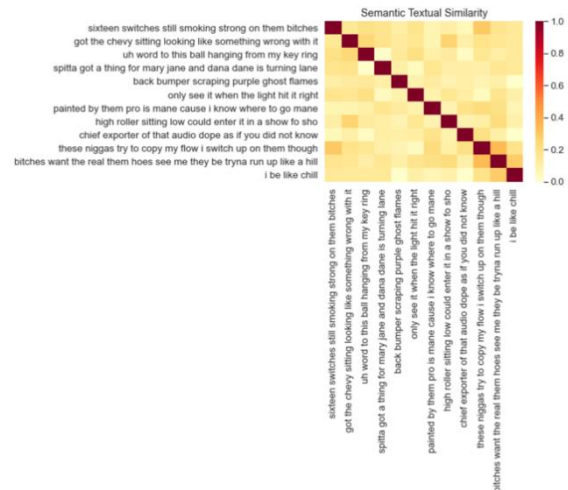 Semantic Textual Similarity
sixteen switches still smoking strong on them bitches
got the chevy sitting looking like something wrong with it
uh word to this ball hanging from my key ring
spitta got a thing for mary jane and dana dane is turning lane
back bumper scraping purple ghost flames
only see it when the light hit it right
painted by them pro is mane cause i know where to go mane
high roller sitting low could enter it in a show fo sho
chief exporter of that audio dope as if you did not know
these niggas try to copy my flow i switch up on them though
bitches want the real them hoes see me they be tryna run up like a hill
i be like chill
1.0
0.8
0.6
0.4
0.2
0.0
sixteen switches still smoking strong on them bitches
got the chevy sitting looking like something wrong with it
uh word to this ball hanging from my key ring
spitta got a thing for mary jane and dana dane is turning lane
back bumper scraping purple ghost flames
only see it when the light hit it right
painted by them pro is mane cause i know where to go mane
high roller sitting low could enter it in a show fo sho
chief exporter of that audio dope as if you did not know
these niggas try to copy my flow i switch up on them though
bitches want the real them hoes see me they be tryna run up like a hill
i be like chill